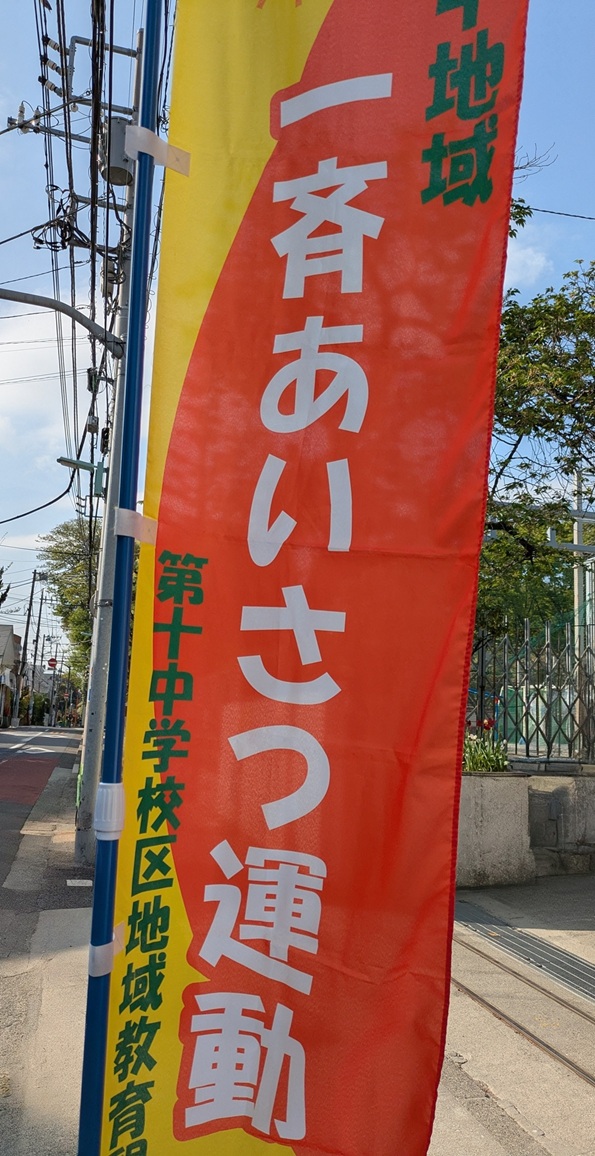 地域
一斉あいさつ運動
第十中学校区地域教育